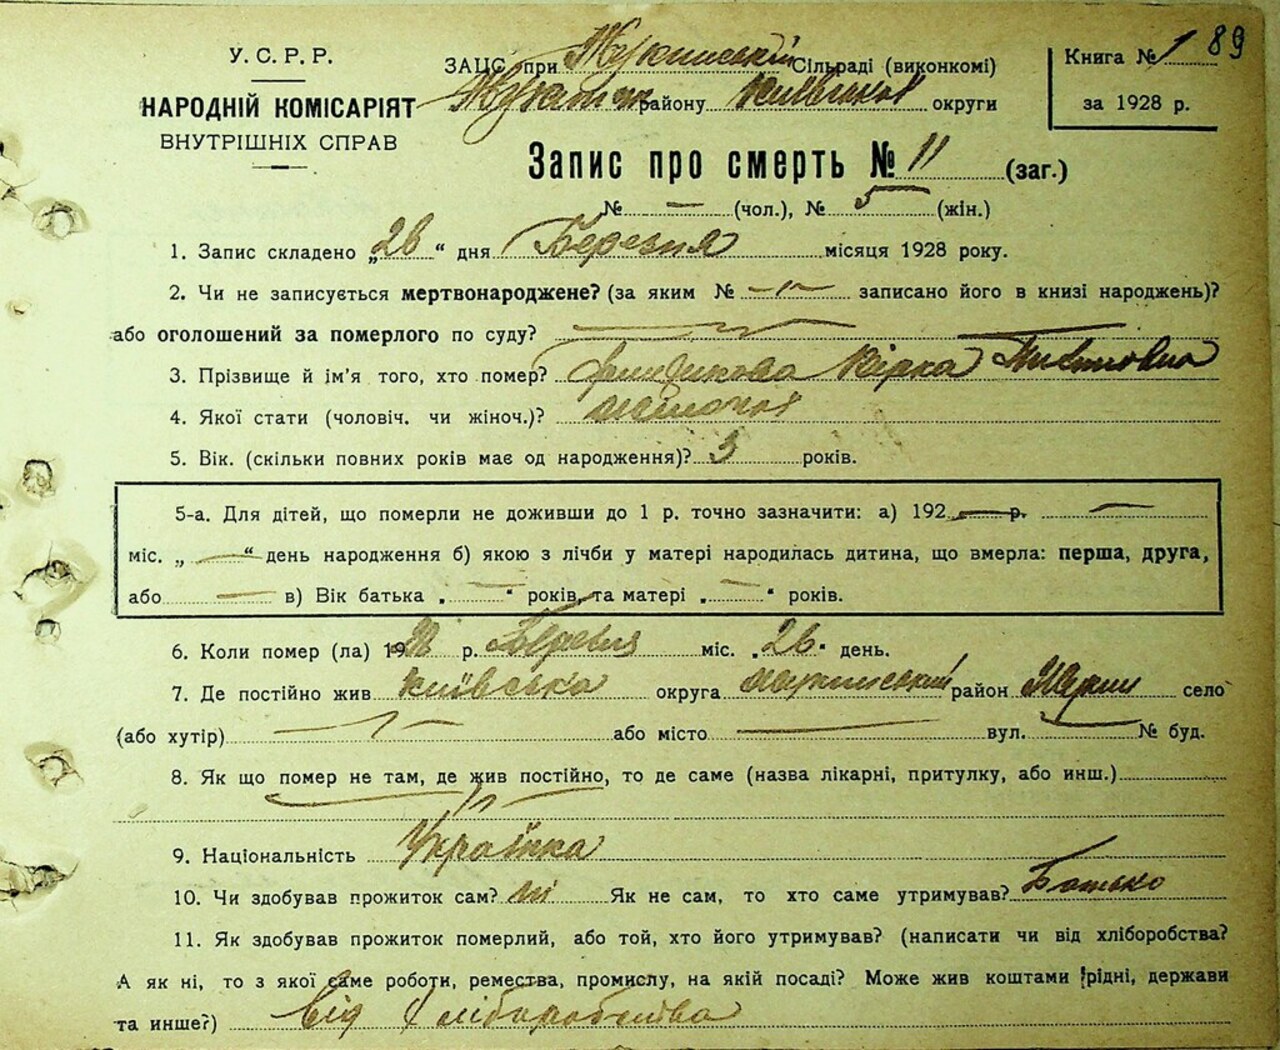 89
У.С.Р.Р.
НАРОДНІЙ КОМІСАРІЯТ
ВНУТРІШНІХ СПРАВ
ЗАЦС при Сільраді (виконкомі)
району округи
Книга № 1
за 1928 р.
Запис про смерть № 11 (заг.)
№ — (чол.), № 5 (жін.)
1. Запис складено „26“ дня Березня місяця 1928 року.
2. Чи не записується мертвонароджене? (за яким № —"— записано його в книзі народжень)?
або оголошений за померлого по суду?
3. Прізвище й ім'я того, хто помер?
4. Якої статі (чоловіч. чи жіноч.)? жіночої
5. Вік. (скільки повних років має од народження)? 3 років.
5-а. Для дітей, що померли не доживши до 1 р. точно зазначити: а) 192 — р. —
міс. „ — “ день народження б) якою з лічби у матері народилась дитина, що вмерла: перша, друга,
або — в) Вік батька „ — “ років, та матері „ — “ років.
6. Коли помер (ла) 1928 р. Березня міс. „26“ день.
7. Де постійно жив Київська округа район село
(або хутір) або місто — вул. — № буд.
8. Як що помер не там, де жив постійно, то де саме (назва лікарні, притулку, або инш.)
9. Національність Українка
10. Чи здобував прожиток сам? ні Як не сам, то хто саме утримував? Батько
11. Як здобував прожиток померлий, або той, хто його утримував? (написати чи від хліборобства?
А як ні, то з якої саме роботи, ремества, промислу, на якій посаді? Може жив коштами рідні, держави
та инше?) від хліборобства